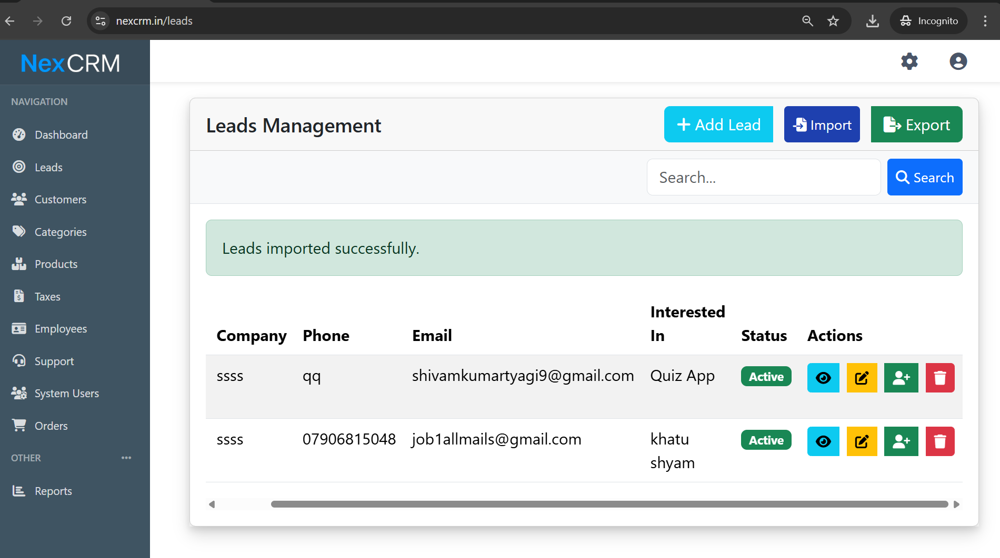 nexcrm.in/leads
Incognito
NexCRM
NAVIGATION
Dashboard
Leads
Customers
Categories
Products
Taxes
Employees
Support
System Users
Orders
OTHER
Reports
Leads Management
Add Lead
Import
Export
Search...
Search
Leads imported successfully.
Company Phone Email Interested In Status Actions
ssss qq shivamkumartyagi9@gmail.com Quiz App Active
ssss 07906815048 job1allmails@gmail.com khatu Active
shyam